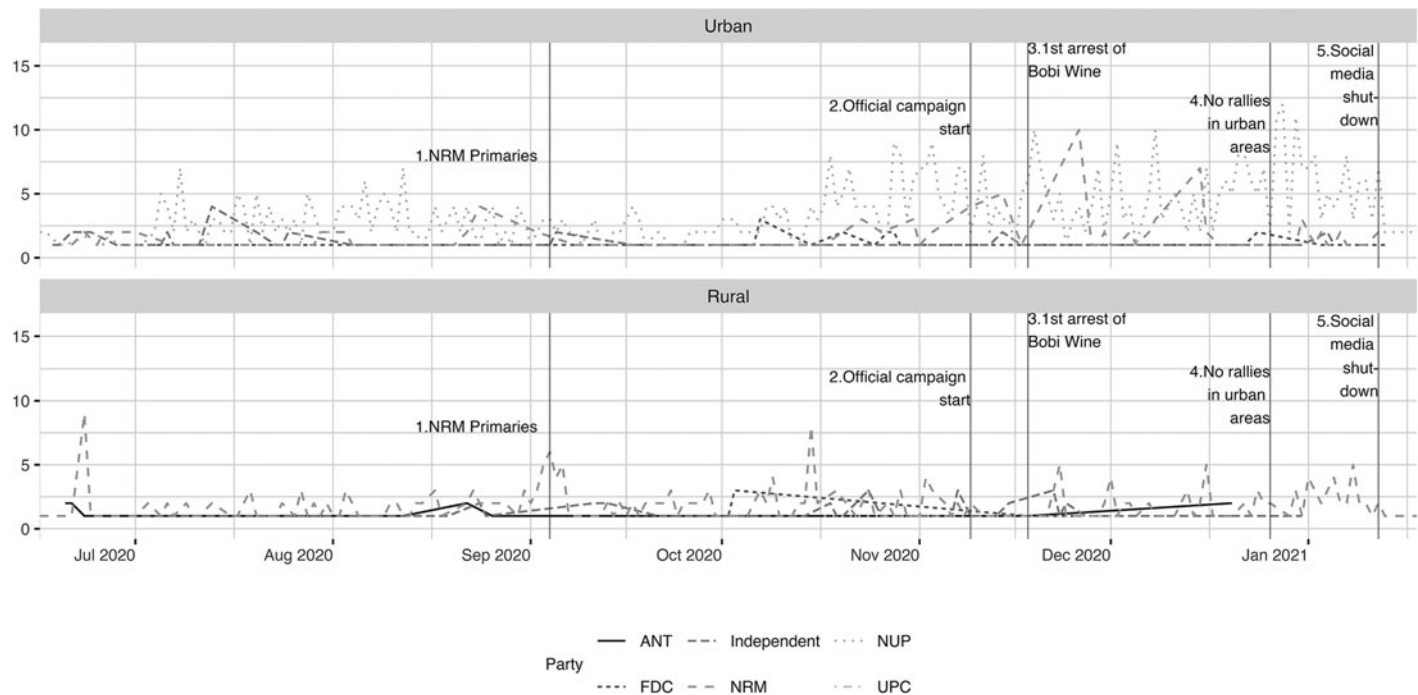 Urban
15
10
5
0
1.NRM Primaries
2.Official campaign
start
3.1st arrest of
Bobi Wine
4.No rallies
in urban
areas
5.Social
media
shut-
down
Rural
15
10
5
0
1.NRM Primaries
2.Official campaign
start
3.1st arrest of
Bobi Wine
4.No rallies
in urban
areas
5.Social
media
shut-
down
Jul 2020 Aug 2020 Sep 2020 Oct 2020 Nov 2020 Dec 2020 Jan 2021
Party
ANT Independent NUP
FDC NRM UPC